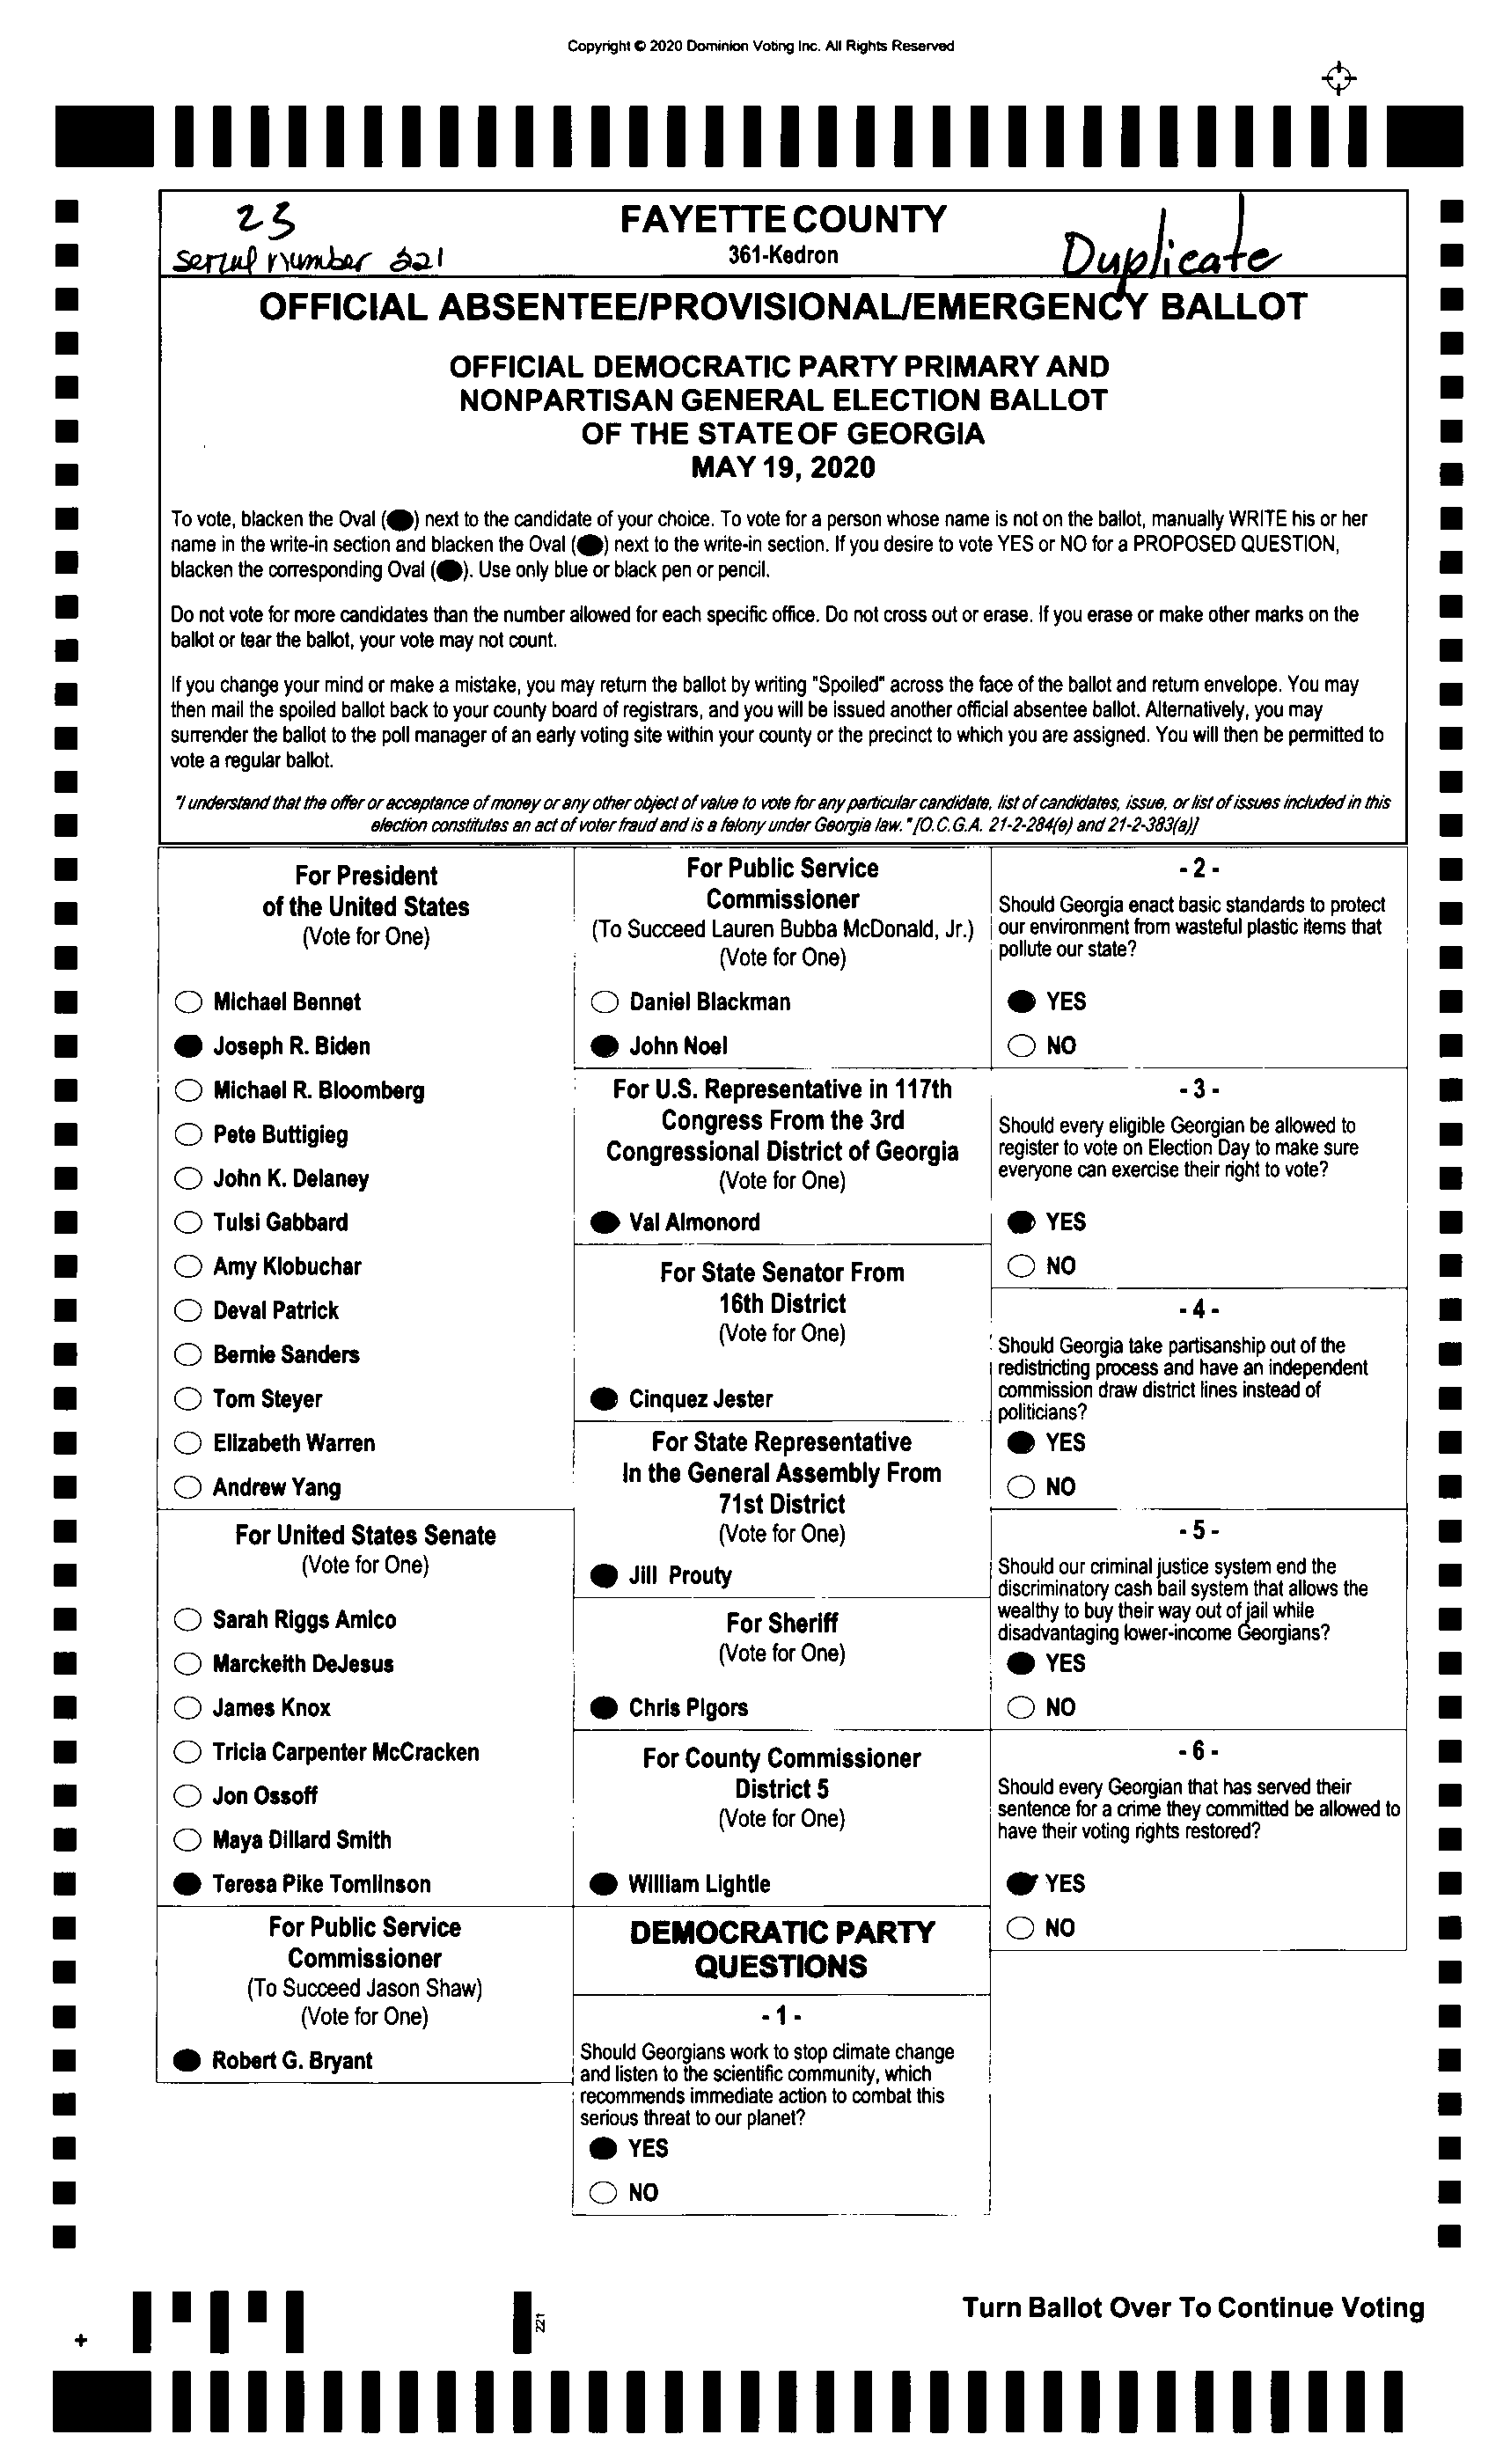 Copyright © 2020 Dominion Voting Inc. All Rights Reserved
23
FAYETTE COUNTY
Duplicate
serial number 221
361-Kedron
OFFICIAL ABSENTEE/PROVISIONAL/EMERGENCY BALLOT
OFFICIAL DEMOCRATIC PARTY PRIMARY AND
NONPARTISAN GENERAL ELECTION BALLOT
OF THE STATE OF GEORGIA
MAY 19, 2020
To vote, blacken the Oval () next to the candidate of your choice. To vote for a person whose name is not on the ballot, manually WRITE his or her
name in the write-in section and blacken the Oval () next to the write-in section. If you desire to vote YES or NO for a PROPOSED QUESTION,
blacken the corresponding Oval (). Use only blue or black pen or pencil.
Do not vote for more candidates than the number allowed for each specific office. Do not cross out or erase. If you erase or make other marks on the
ballot or tear the ballot, your vote may not count.
If you change your mind or make a mistake, you may return the ballot by writing "Spoiled" across the face of the ballot and return envelope. You may
then mail the spoiled ballot back to your county board of registrars, and you will be issued another official absentee ballot. Alternatively, you may
surrender the ballot to the poll manager of an early voting site within your county or the precinct to which you are assigned. You will then be permitted to
vote a regular ballot.
"I understand that the offer or acceptance of money or any other object of value to vote for any particular candidate, list of candidates, issue, or list of issues included in this
election constitutes an act of voter fraud and is a felony under Georgia law." [O.C.G.A. 21-2-284(e) and 21-2-383(a)]
For President
of the United States
(Vote for One)
Michael Bennet
Joseph R. Biden
Michael R. Bloomberg
Pete Buttigieg
John K. Delaney
Tulsi Gabbard
Amy Klobuchar
Deval Patrick
Bernie Sanders
Tom Steyer
Elizabeth Warren
Andrew Yang
For United States Senate
(Vote for One)
Sarah Riggs Amico
Marckeith DeJesus
James Knox
Tricia Carpenter McCracken
Jon Ossoff
Maya Dillard Smith
Teresa Pike Tomlinson
For Public Service
Commissioner
(To Succeed Jason Shaw)
(Vote for One)
Robert G. Bryant
For Public Service
Commissioner
(To Succeed Lauren Bubba McDonald, Jr.)
(Vote for One)
Daniel Blackman
John Noel
For U.S. Representative in 117th
Congress From the 3rd
Congressional District of Georgia
(Vote for One)
Val Almonord
For State Senator From
16th District
(Vote for One)
Cinquez Jester
For State Representative
In the General Assembly From
71st District
(Vote for One)
Jill Prouty
For Sheriff
(Vote for One)
Chris Pigors
For County Commissioner
District 5
(Vote for One)
William Lightle
DEMOCRATIC PARTY
QUESTIONS
- 1 -
Should Georgians work to stop climate change
and listen to the scientific community, which
recommends immediate action to combat this
serious threat to our planet?
YES
NO
- 2 -
Should Georgia enact basic standards to protect
our environment from wasteful plastic items that
pollute our state?
YES
NO
- 3 -
Should every eligible Georgian be allowed to
register to vote on Election Day to make sure
everyone can exercise their right to vote?
YES
NO
- 4 -
Should Georgia take partisanship out of the
redistricting process and have an independent
commission draw district lines instead of
politicians?
YES
NO
- 5 -
Should our criminal justice system end the
discriminatory cash bail system that allows the
wealthy to buy their way out of jail while
disadvantaging lower-income Georgians?
YES
NO
- 6 -
Should every Georgian that has served their
sentence for a crime they committed be allowed to
have their voting rights restored?
YES
NO
Turn Ballot Over To Continue Voting
221